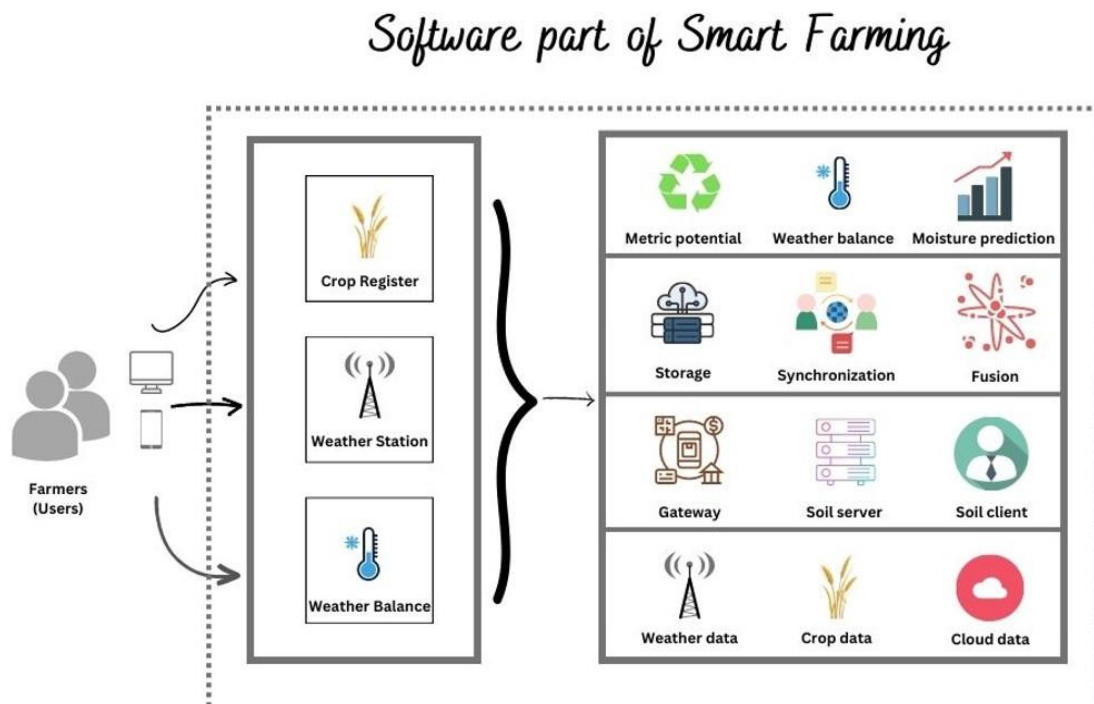 Software part of Smart Farming
Crop Register
Weather Station
Weather Balance
Farmers
(Users)
Metric potential
Weather balance
Moisture prediction
Storage
Synchronization
Fusion
Gateway
Soil server
Soil client
Weather data
Crop data
Cloud data